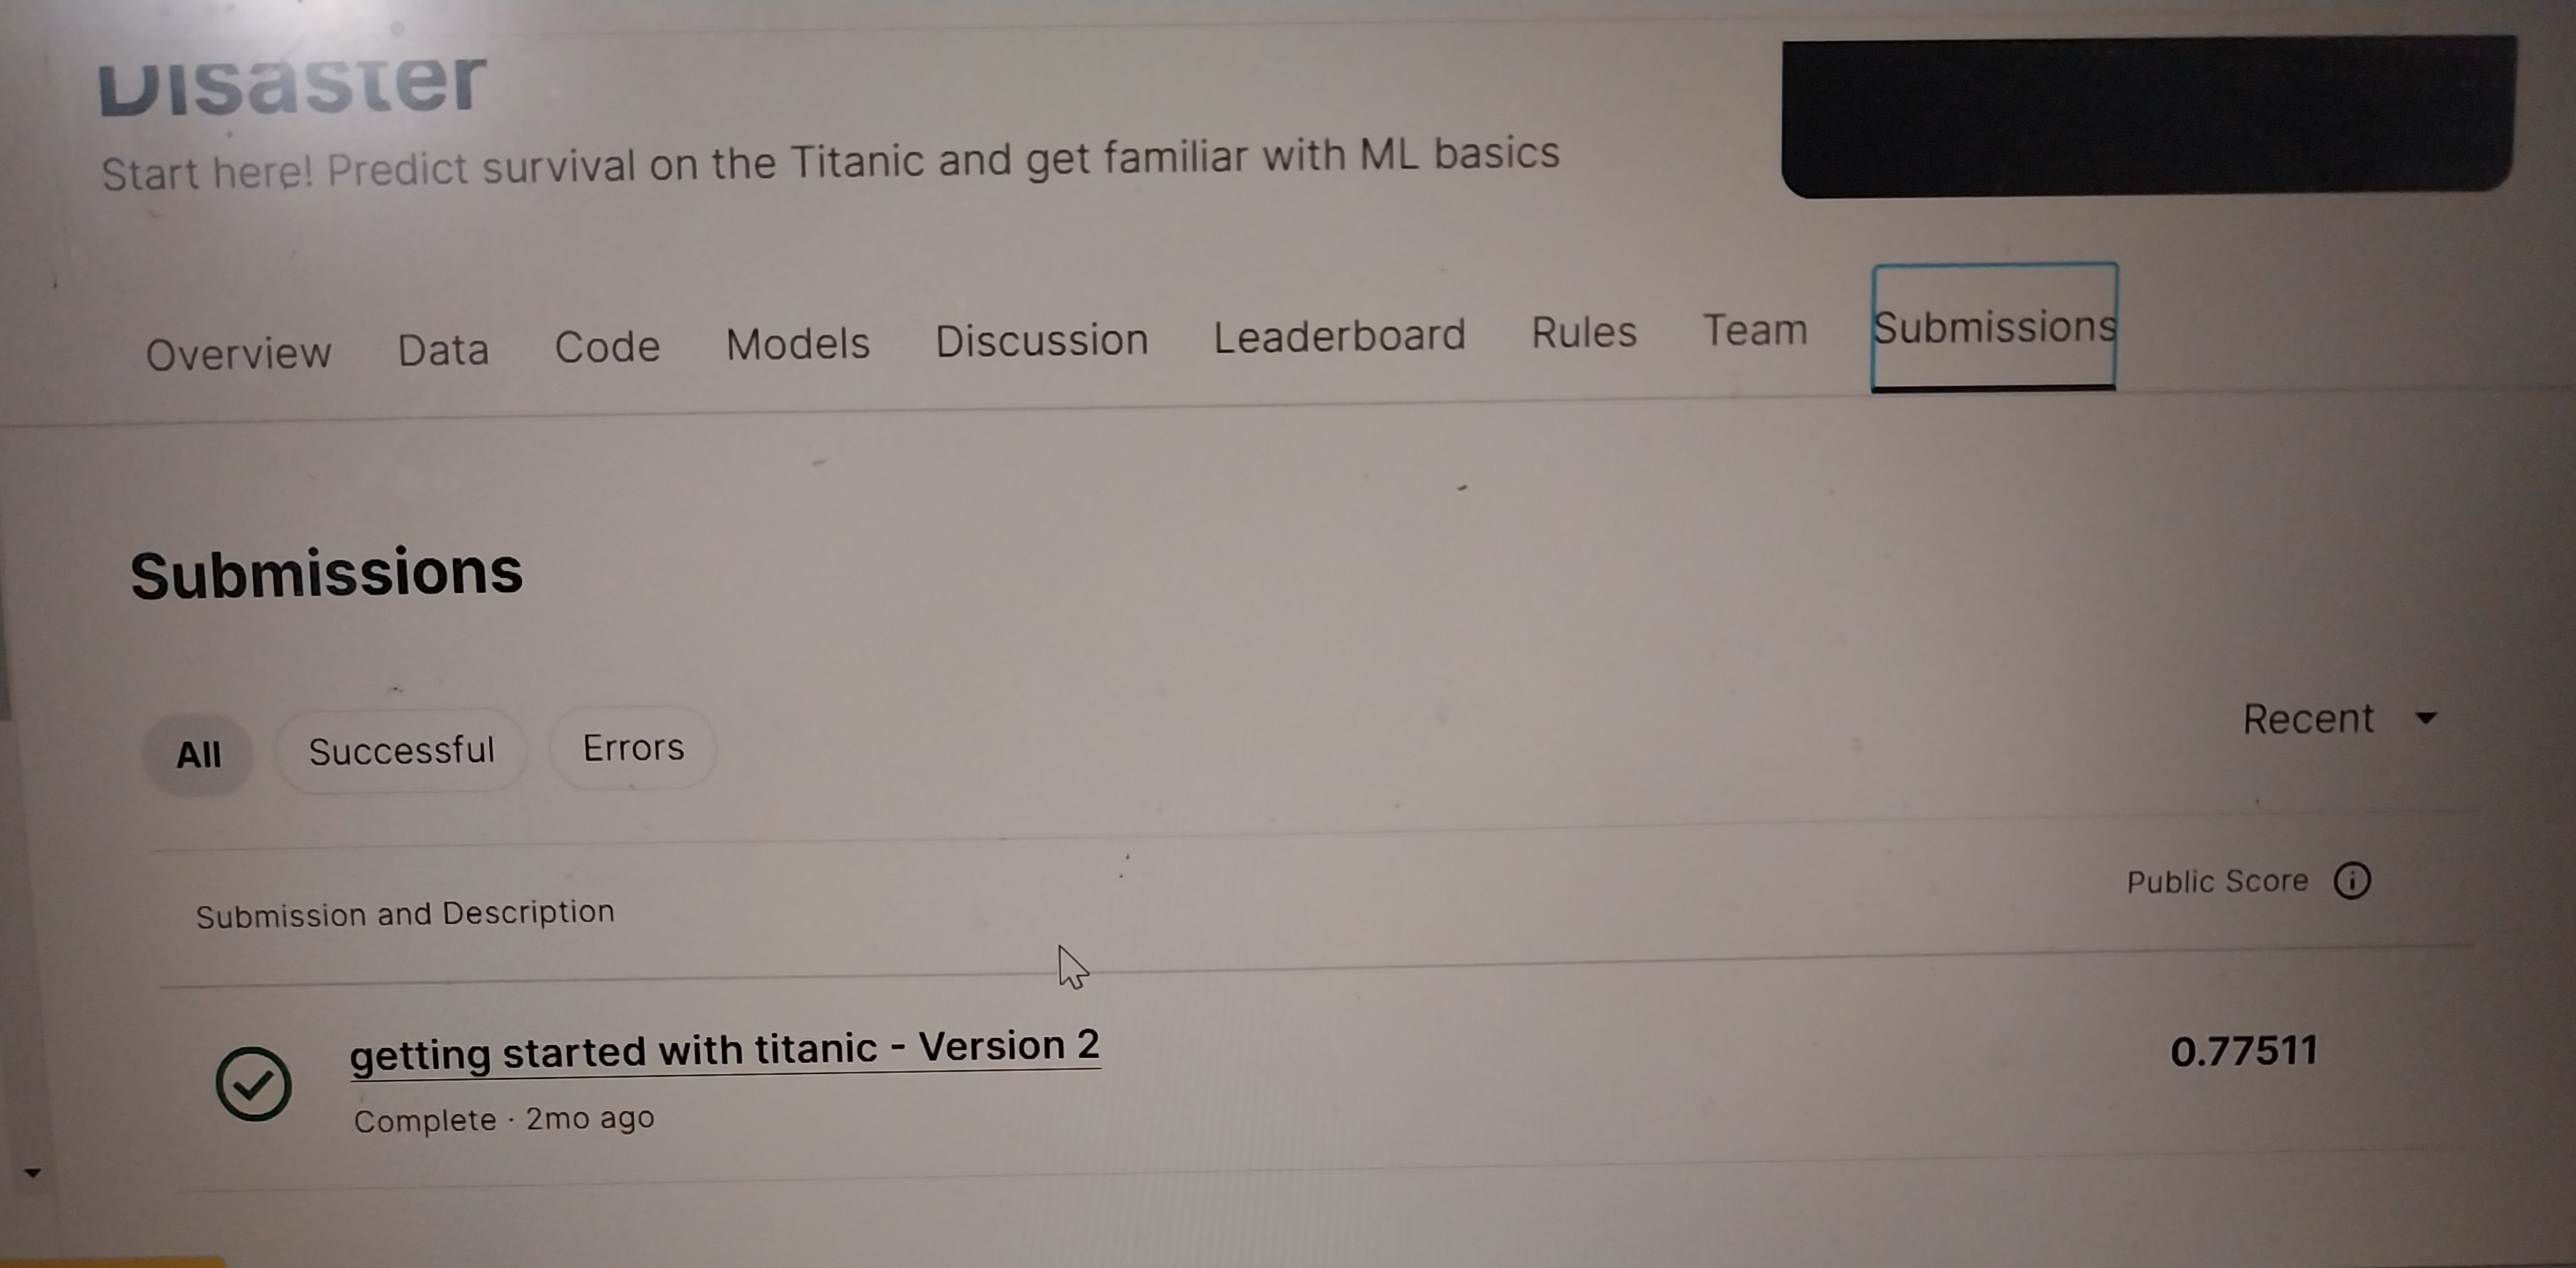 Disaster
Start here! Predict survival on the Titanic and get familiar with ML basics
Overview Data Code Models Discussion Leaderboard Rules Team Submissions
Submissions
All Successful Errors Recent
Submission and Description Public Score
getting started with titanic - Version 2 0.77511
Complete · 2mo ago